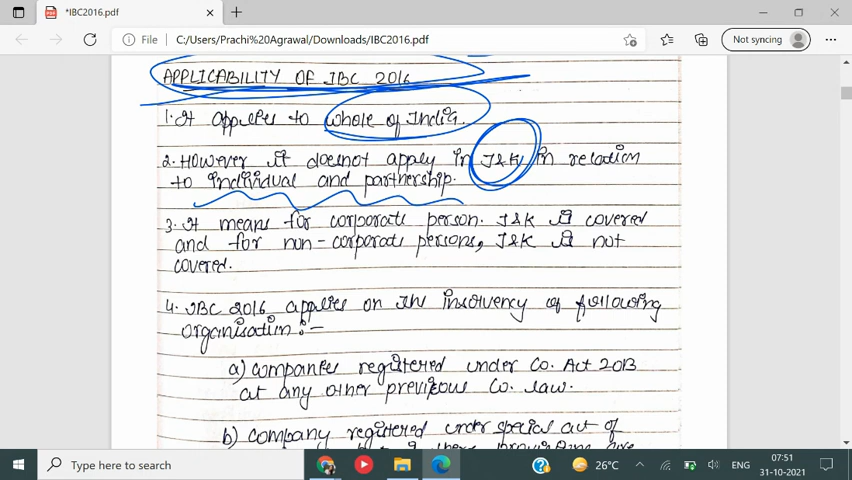 *IBC2016.pdf
File
C:/Users/Prachi%20Agrawal/Downloads/IBC2016.pdf
Not syncing
APPLICABILITY OF IBC 2016
1. It applies to whole of India.
2. However it doesnot apply in J&K in relation
to individual and partnership.
3. It means for corporate person. J&K is covered
and for non-corporate persons, J&K is not
covered.
4. IBC 2016 applies on the insolvency of following
organisation:-
a) companies registered under Co. Act 2013
at any other previous Co. law.
b) company registered under special act of
Type here to search
26°C
ENG
07:51
31-10-2021